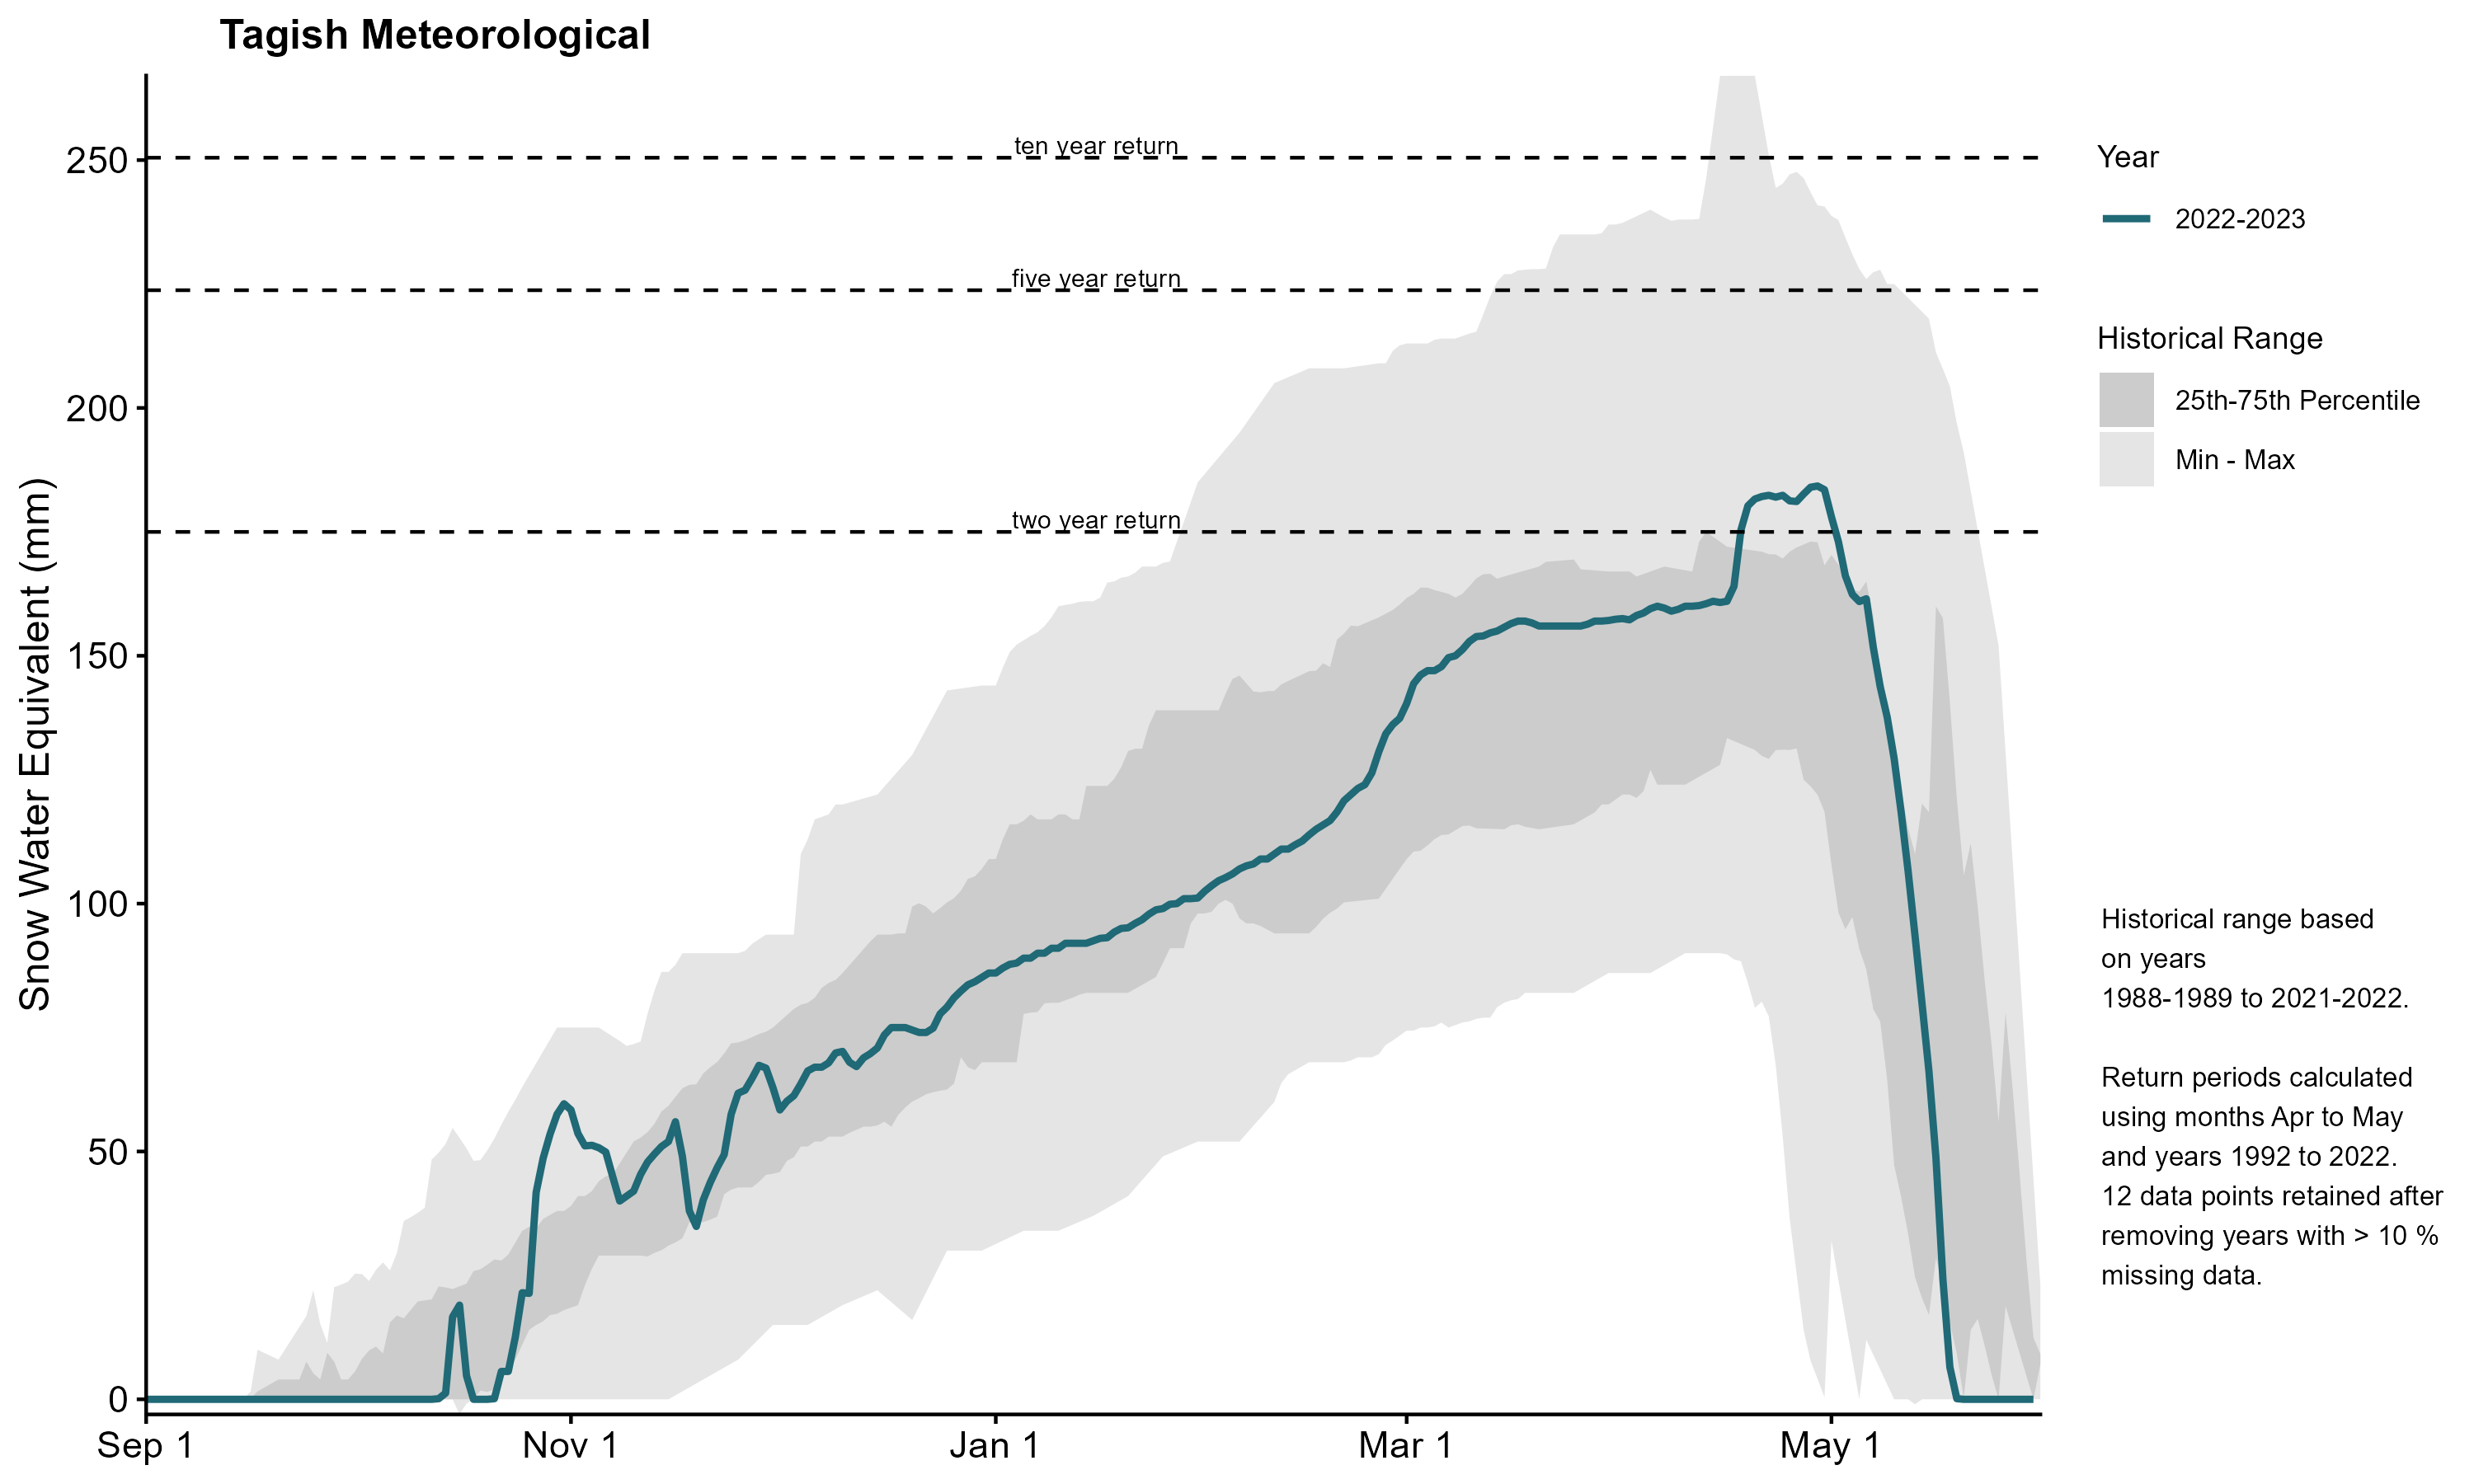 Tagish Meteorological
Snow Water Equivalent (mm)
250
200
150
100
50
0
ten year return
five year return
two year return
Sep 1
Nov 1
Jan 1
Mar 1
May 1
Year
2022-2023
Historical Range
25th-75th Percentile
Min - Max
Historical range based
on years
1988-1989 to 2021-2022.
Return periods calculated
using months Apr to May
and years 1992 to 2022.
12 data points retained after
removing years with > 10 %
missing data.